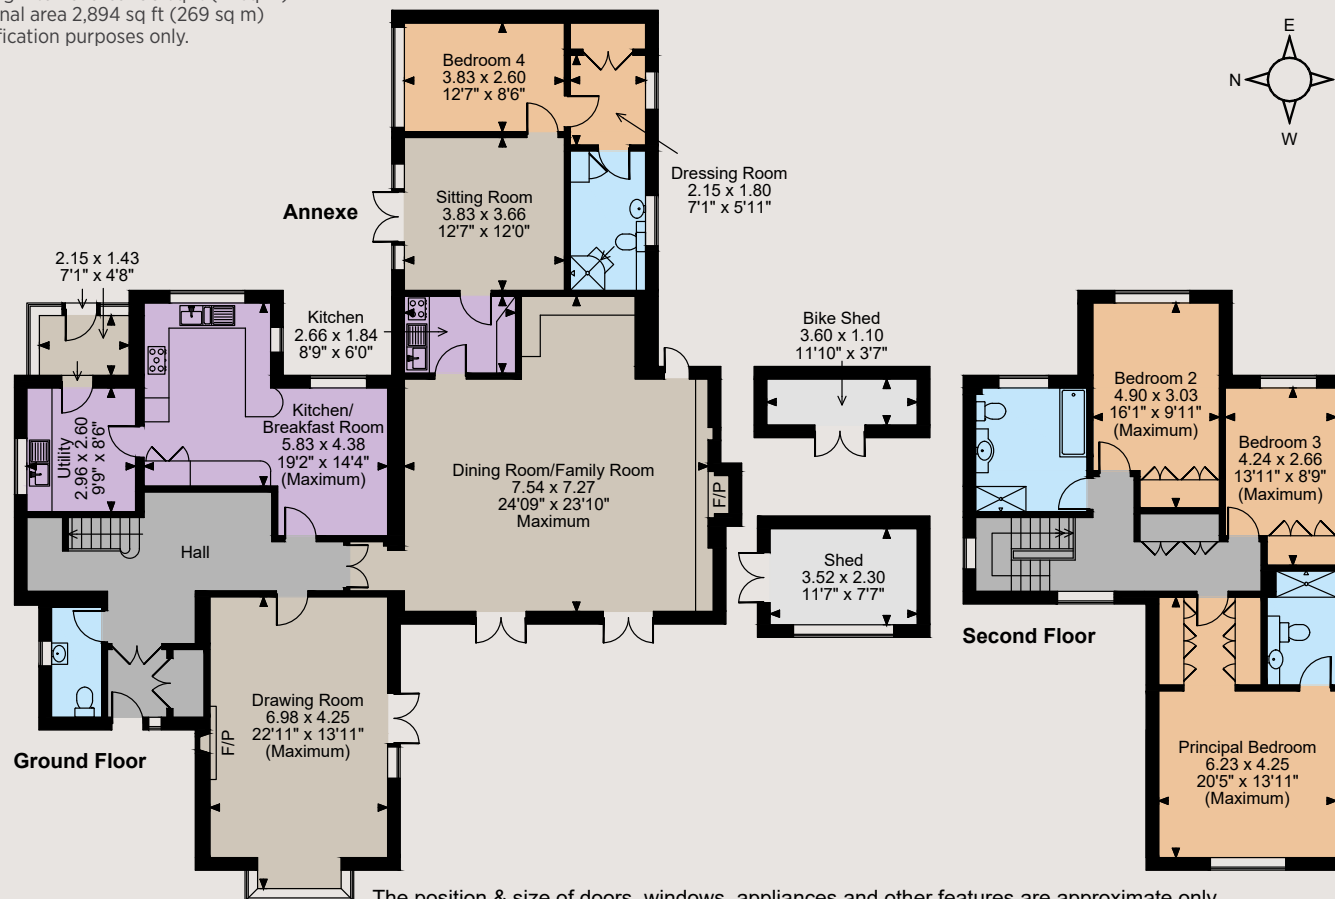 nal area 2,894 sq ft (269 sq m)
fication purposes only.
E
N
W
Bedroom 4
3.83 x 2.60
12'7" x 8'6"
Dressing Room
2.15 x 1.80
7'1" x 5'11"
Annexe
Sitting Room
3.83 x 3.66
12'7" x 12'0"
2.15 x 1.43
7'1" x 4'8"
Kitchen
2.66 x 1.84
8'9" x 6'0"
Utility
2.96 x 2.60
9'9" x 8'6"
Kitchen/
Breakfast Room
5.83 x 4.38
19'2" x 14'4"
(Maximum)
Dining Room/Family Room
7.54 x 7.27
24'09" x 23'10"
Maximum
F/P
Hall
Drawing Room
6.98 x 4.25
22'11" x 13'11"
(Maximum)
F/P
Ground Floor
Bike Shed
3.60 x 1.10
11'10" x 3'7"
Shed
3.52 x 2.30
11'7" x 7'7"
Bedroom 2
4.90 x 3.03
16'1" x 9'11"
(Maximum)
Bedroom 3
4.24 x 2.66
13'11" x 8'9"
(Maximum)
Second Floor
Principal Bedroom
6.23 x 4.25
20'5" x 13'11"
(Maximum)
The position & size of doors, windows, appliances and other features are approximate only.